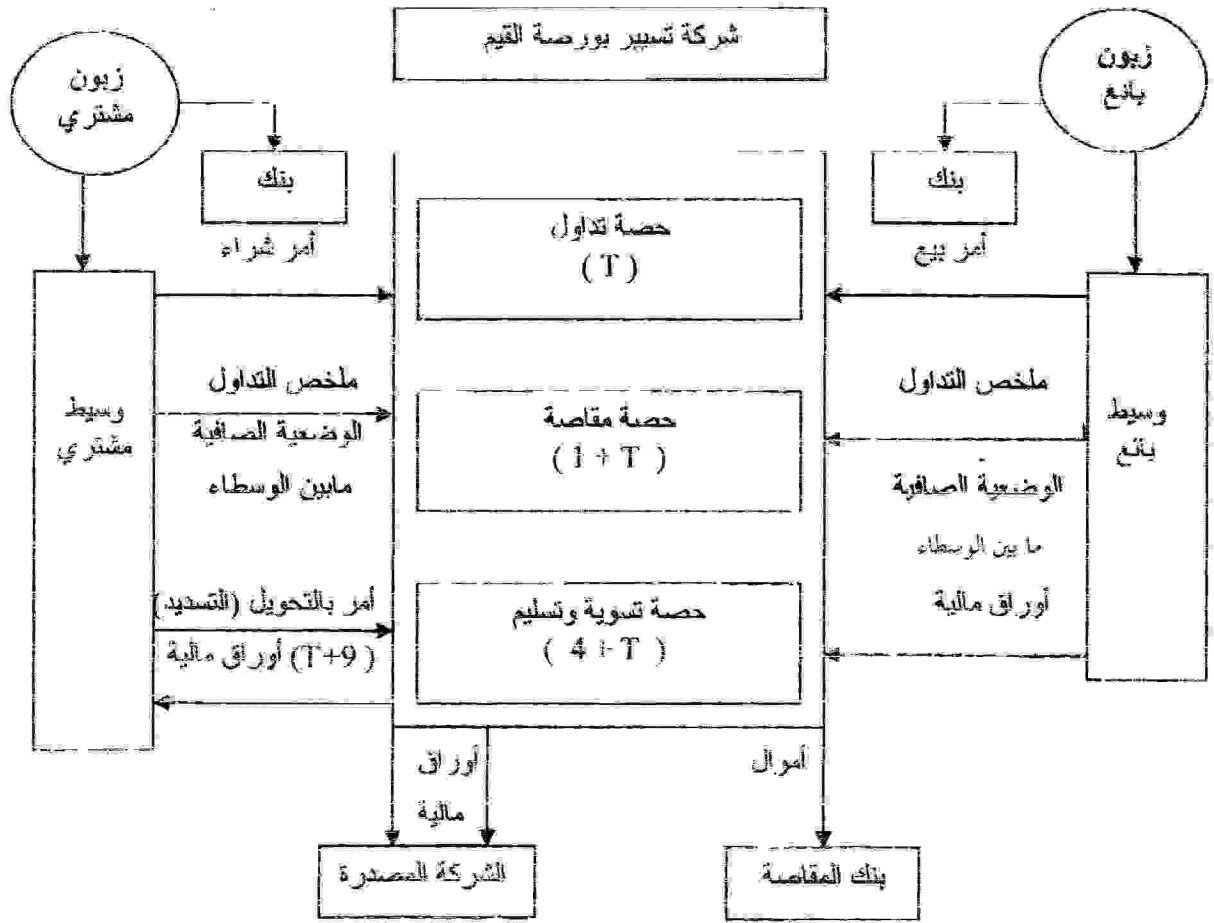 شركة تسيير بورصة القيم
زبون
بائع
زبون
مشتري
بنك
بنك
أمر بيع
أمر شراء
حصة تداول
( T )
ملخص التداول
ملخص التداول
وسيط
بائع
وسيط
مشتري
حصة مقاصة
( 1 + T )
الوضعية الصافية
ما بين الوسطاء
أوراق مالية
الوضعية الصافية
مابين الوسطاء
حصة تسوية وتسليم
( 4 + T )
أمر بالتحويل (التسديد)
(T+9) أوراق مالية
أموال
أوراق
مالية
بنك المقاصة
الشركة المصدرة